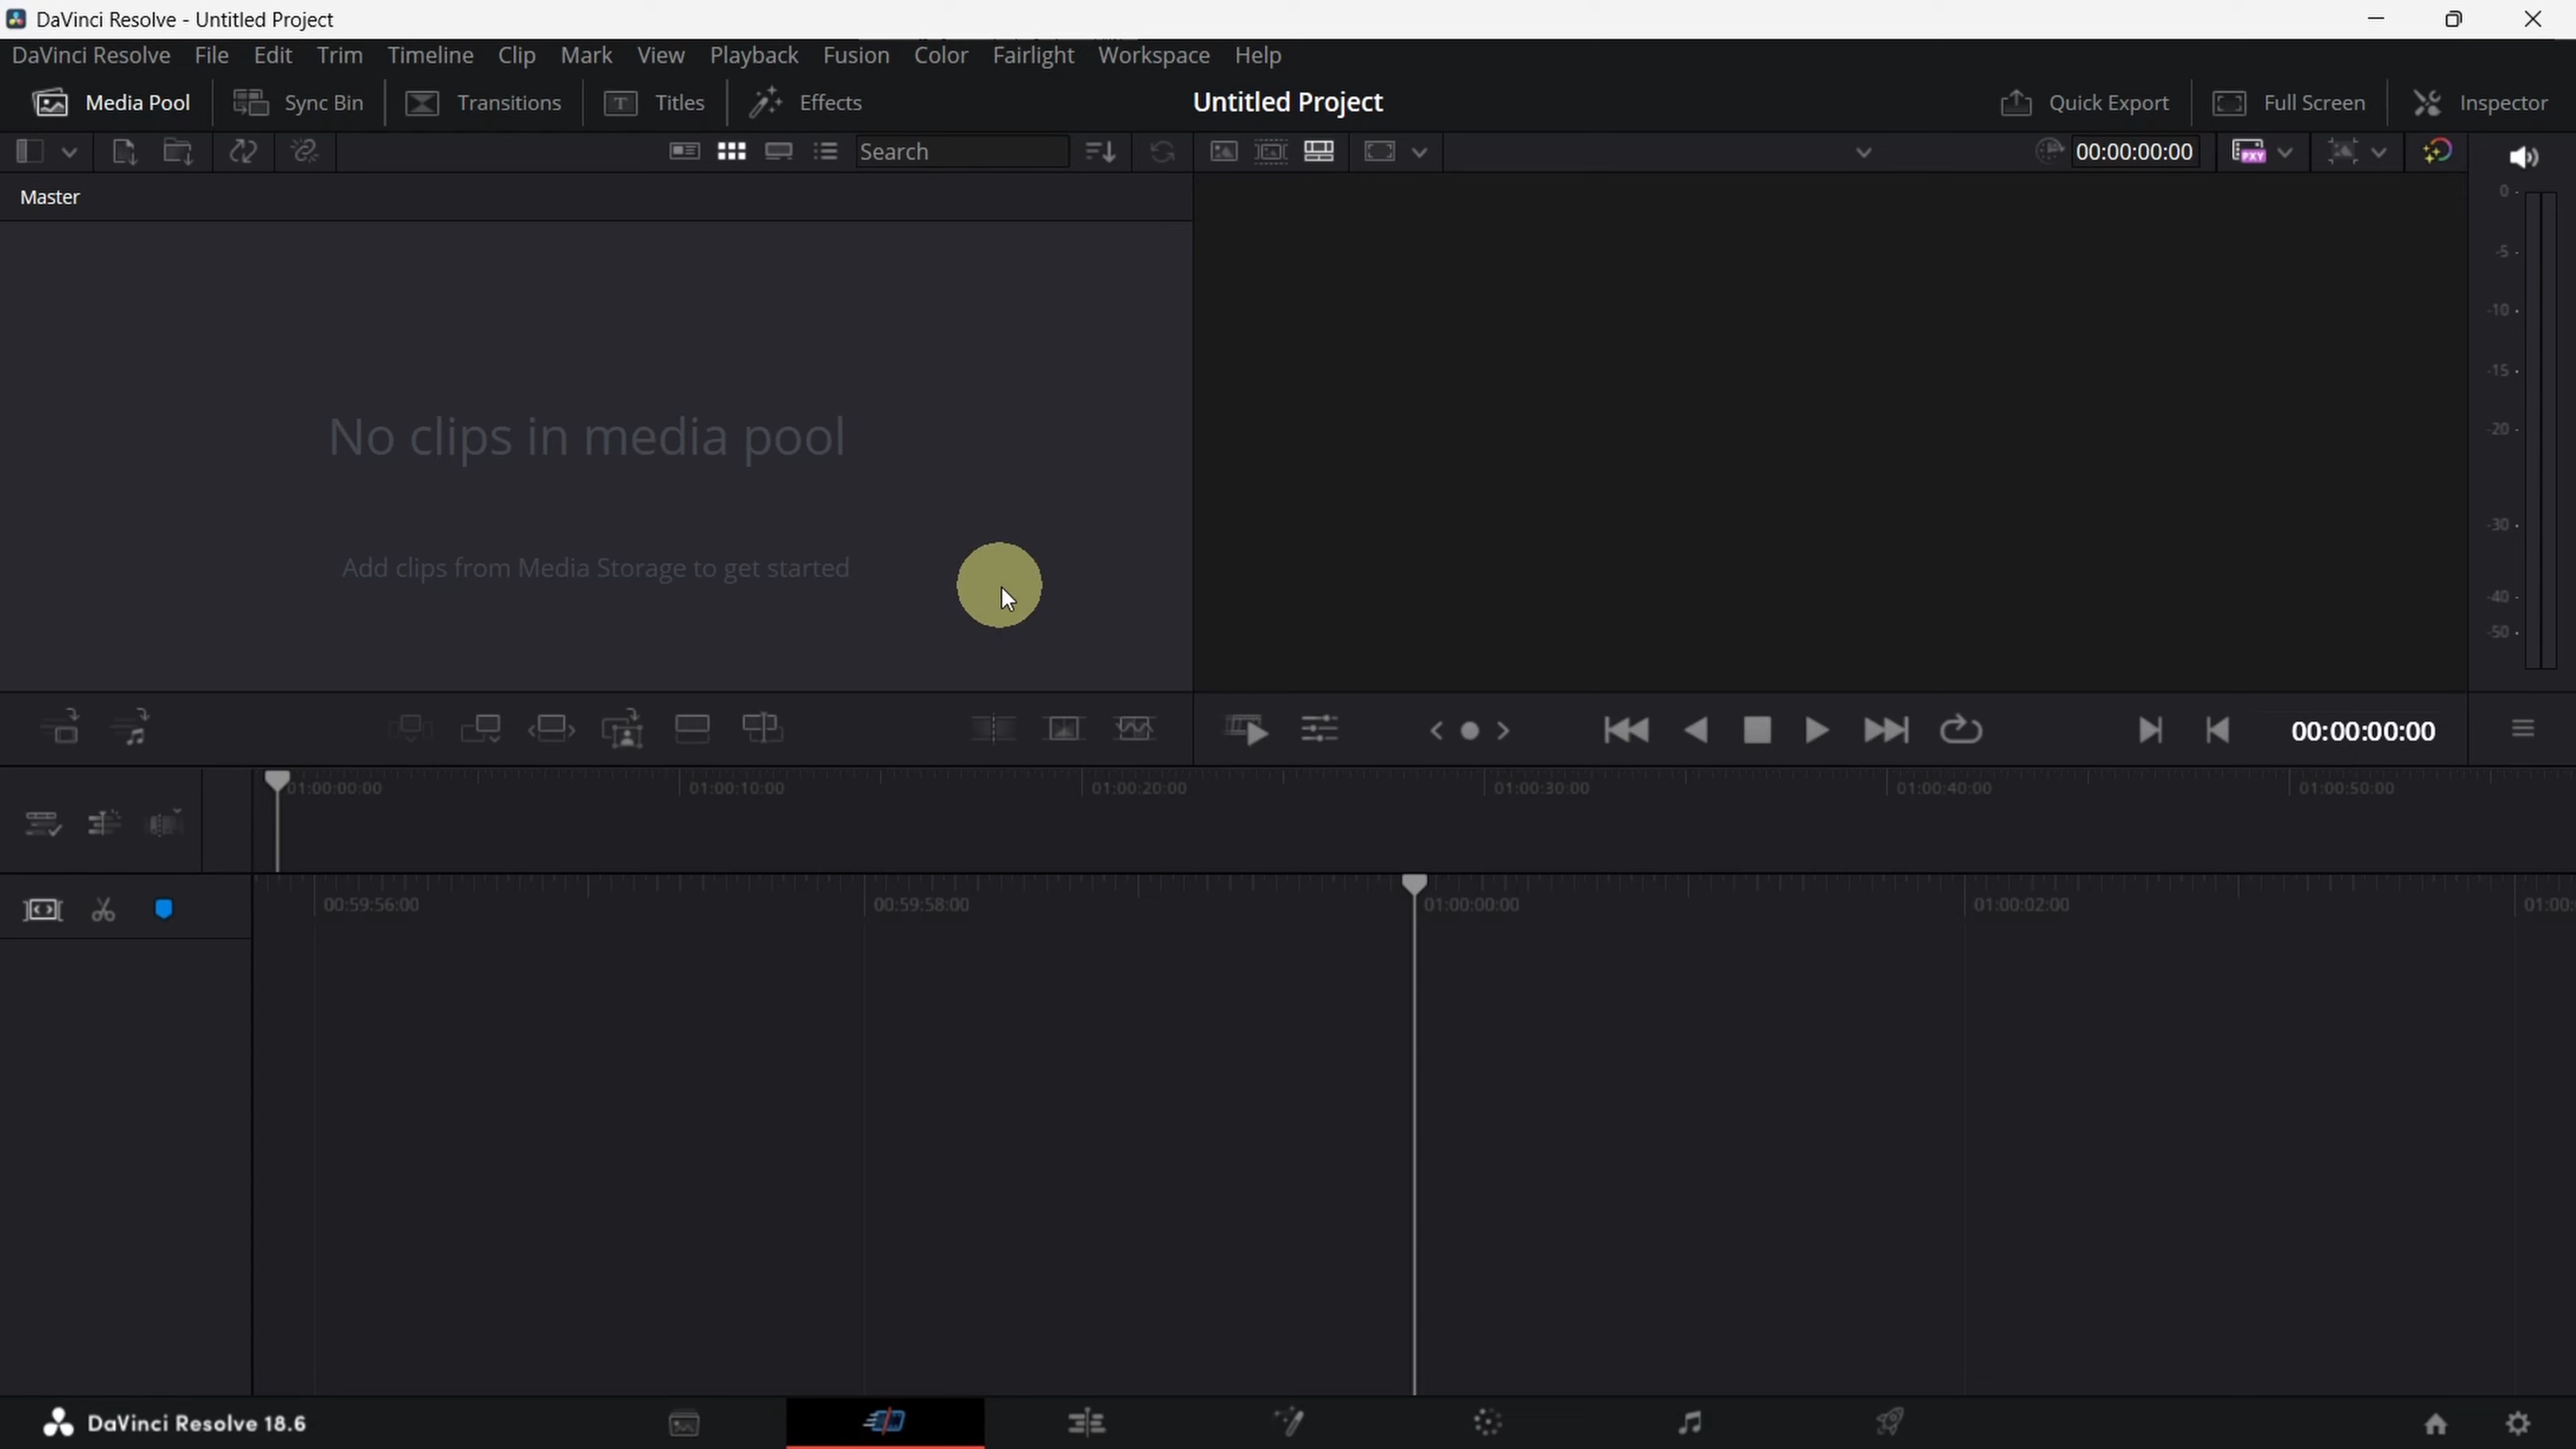 DaVinci Resolve - Untitled Project
DaVinci Resolve File Edit Trim Timeline Clip Mark View Playback Fusion Color Fairlight Workspace Help
Media Pool Sync Bin Transitions Titles Effects Untitled Project Quick Export Full Screen Inspector
Search 00:00:00:00 PXY
Master
0
-5
-10
-15
-20
-30
-40
-50
No clips in media pool
Add clips from Media Storage to get started
00:00:00:00
01:00:00:00 01:00:10:00 01:00:20:00 01:00:30:00 01:00:40:00 01:00:50:00
00:59:56:00 00:59:58:00 01:00:00:00 01:00:02:00 01:00:
DaVinci Resolve 18.6